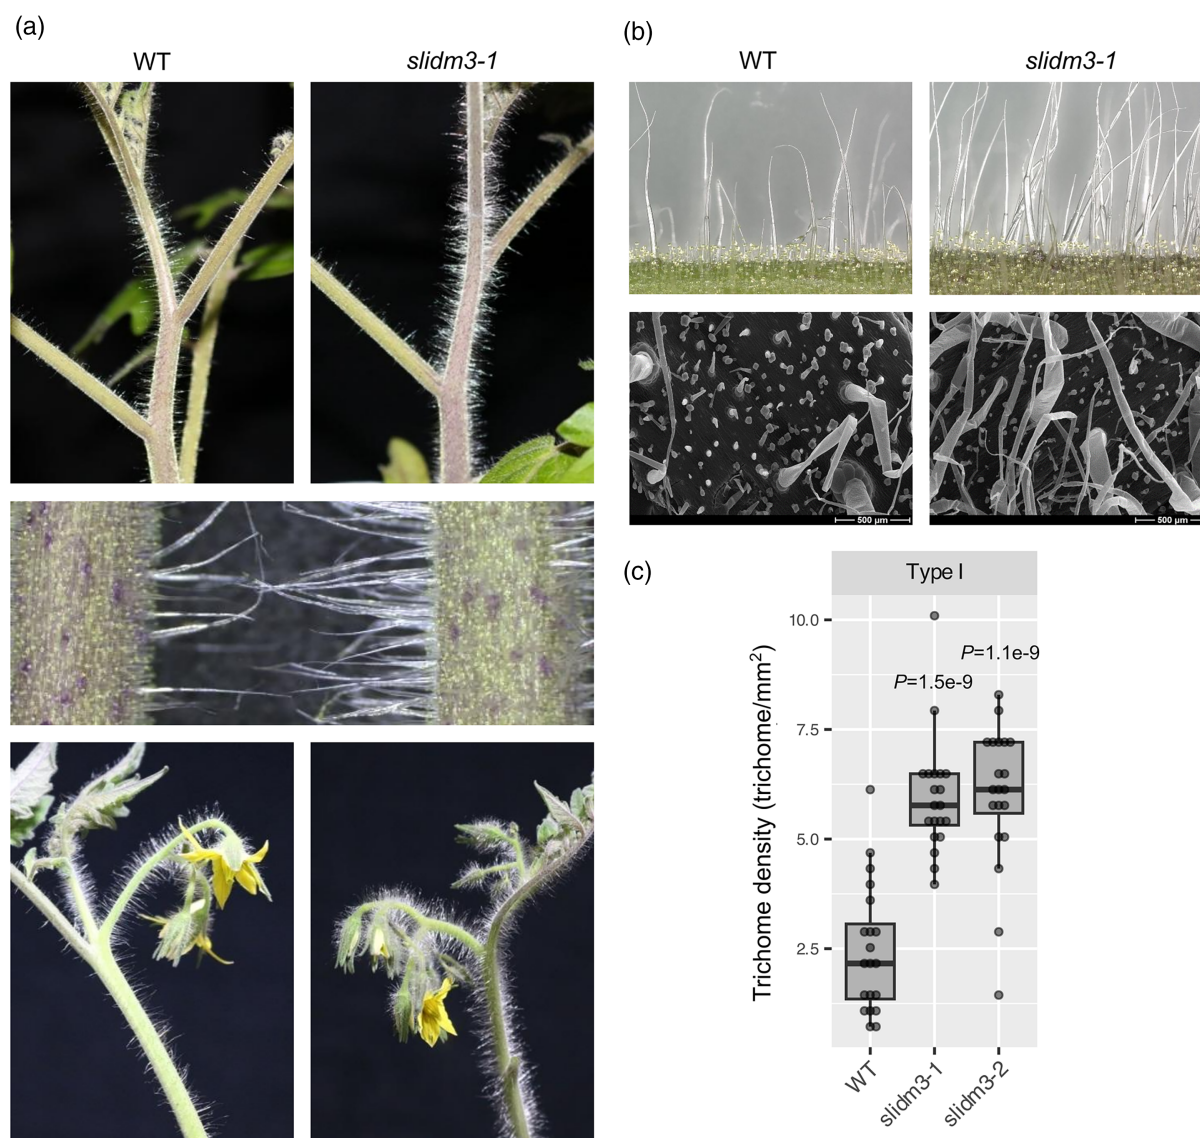 (a)
WT
slidm3-1
(b)
WT
slidm3-1
500 µm
500 µm
(c)
Type I
Trichome density (trichome/mm²)
10.0
7.5
5.0
2.5
P=1.1e-9
P=1.5e-9
WT
slidm3-1
slidm3-2